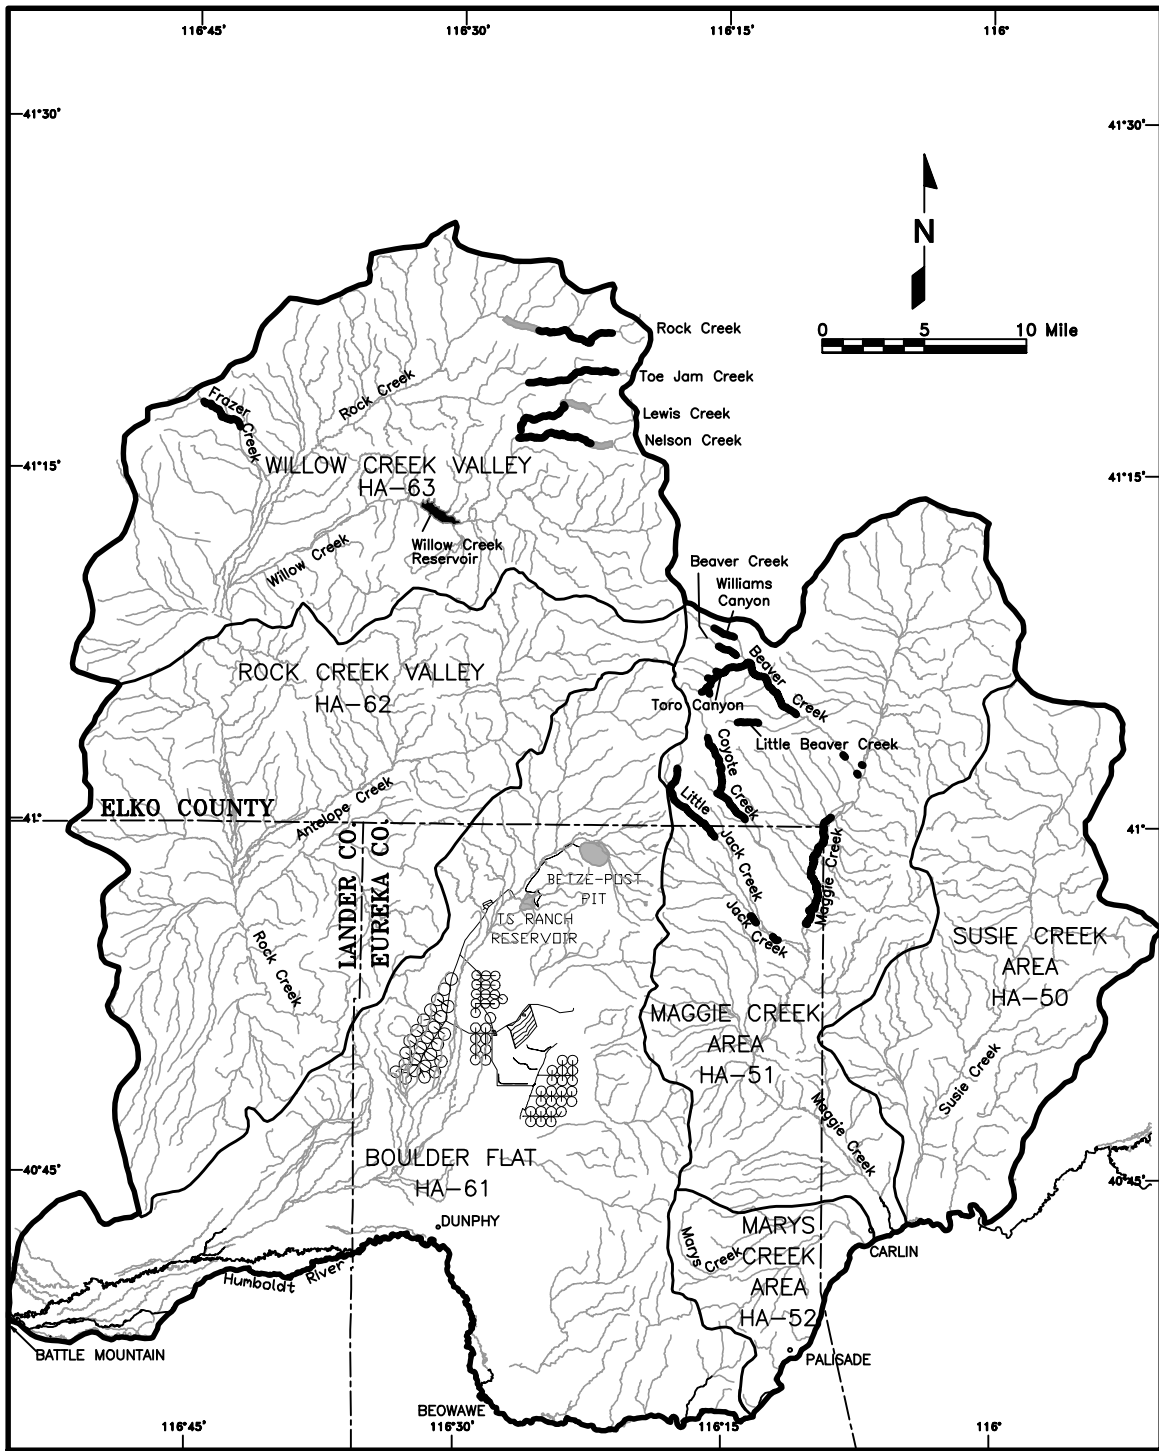 116°45'
116°30'
116°15'
116°
41°30'
41°30'
N
0 5 10 Mile
Rock Creek
Toe Jam Creek
Lewis Creek
Nelson Creek
Frazer
Creek
Rock Creek
41°15'
41°15'
WILLOW CREEK VALLEY
HA-63
Willow Creek
Reservoir
Willow Creek
Beaver Creek
Williams
Canyon
Beaver Creek
Toro Canyon
Little Beaver Creek
ROCK CREEK VALLEY
HA-62
Coyote Creek
Little Jack Creek
Antelope Creek
ELKO COUNTY
41°
41°
LANDER CO.
EUREKA CO.
BETZE-POST
PIT
TS RANCH
RESERVOIR
Maggie Creek
Jack Creek
Rock Creek
SUSIE CREEK
AREA
HA-50
MAGGIE CREEK
AREA
HA-51
Susie Creek
Maggie Creek
BOULDER FLAT
HA-61
40°45'
40°45'
DUNPHY
MARYS
CREEK
AREA
HA-52
Marys Creek
CARLIN
Humboldt River
BATTLE MOUNTAIN
PALISADE
BEOWAWE
116°45'
116°30'
116°15'
116°